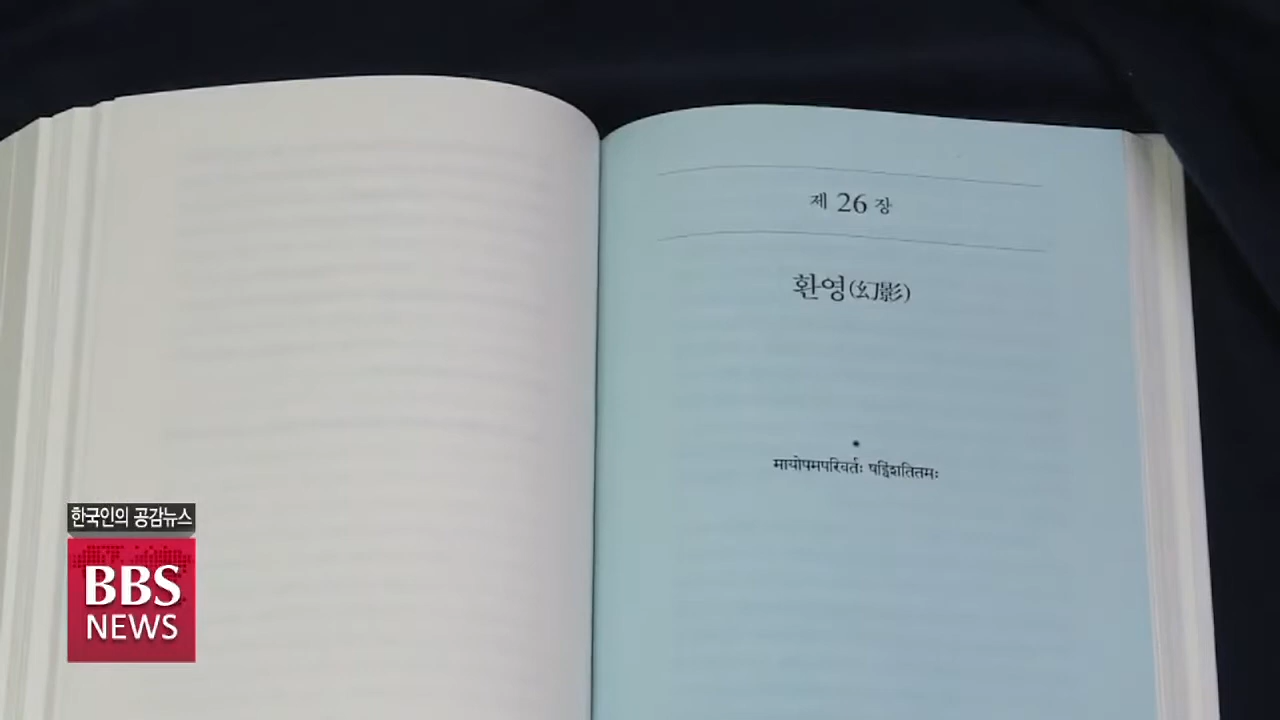 제 26 장
환영(幻影)
मायोपमपरिवर्तः षड्विंशतितमः
한국인의 공감뉴스
BBS
NEWS